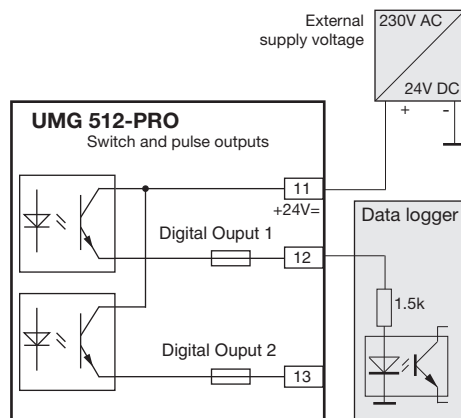 External
supply voltage
230V AC
24V DC
+ -
UMG 512-PRO
Switch and pulse outputs
11
+24V=
Data logger
Digital Ouput 1
12
1.5k
Digital Ouput 2
13